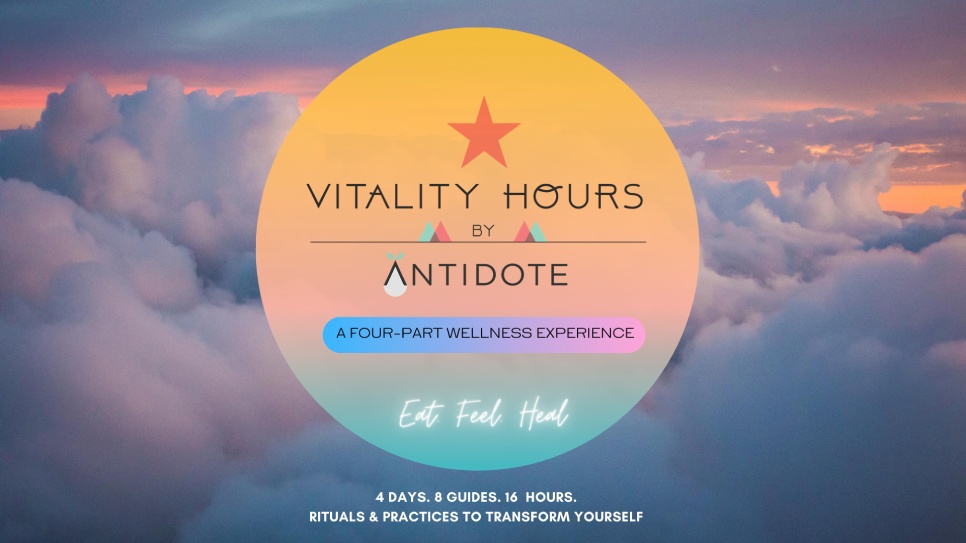 VITALITY HOURS
BY
ANTIDOTE
A FOUR-PART WELLNESS EXPERIENCE
Eat. Feel. Heal
4 DAYS. 8 GUIDES. 16 HOURS.
RITUALS & PRACTICES TO TRANSFORM YOURSELF